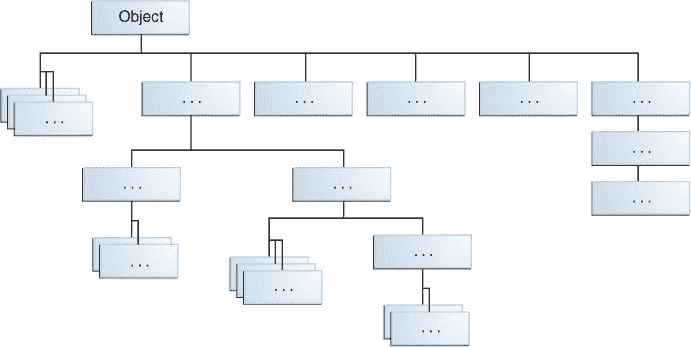 Object
. . .
. . .
. . .
. . .
. . .
. . .
. . .
. . .
. . .
. . .
. . .
. . .
. . .
. . .